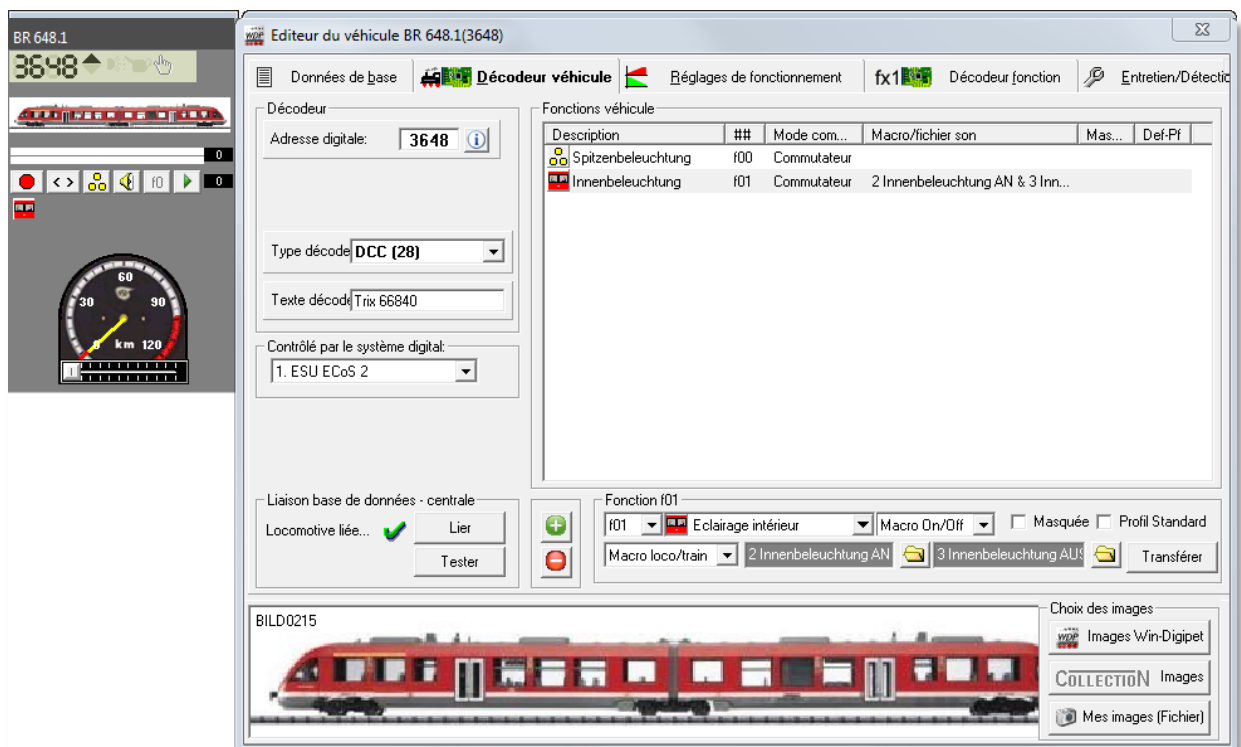 BR 648.1
3648
0
f0
0
30
60
90
0
km
120
WDP Editeur du véhicule BR 648.1(3648)
Données de base
Décodeur véhicule
Réglages de fonctionnement
fx1
Décodeur fonction
Entretien/Détectic
Décodeur
Adresse digitale: 3648
Type décode DCC (28)
Texte décode Trix 66840
Contrôlé par le système digital:
1. ESU ECoS 2
Fonctions véhicule
Description ## Mode com... Macro/fichier son Mas... Def-Pf
Spitzenbeleuchtung f00 Commutateur
Innenbeleuchtung f01 Commutateur 2 Innenbeleuchtung AN & 3 Inn...
Liaison base de données - centrale
Locomotive liée... Lier
Tester
Fonction f01
f01 Eclairage intérieur Macro On/Off Masquée Profil Standard
Macro loco/train 2 Innenbeleuchtung AN 3 Innenbeleuchtung AUS Transférer
BILD0215
Choix des images
WDP Images Win-Digipet
COLLECTION Images
Mes images (Fichier)